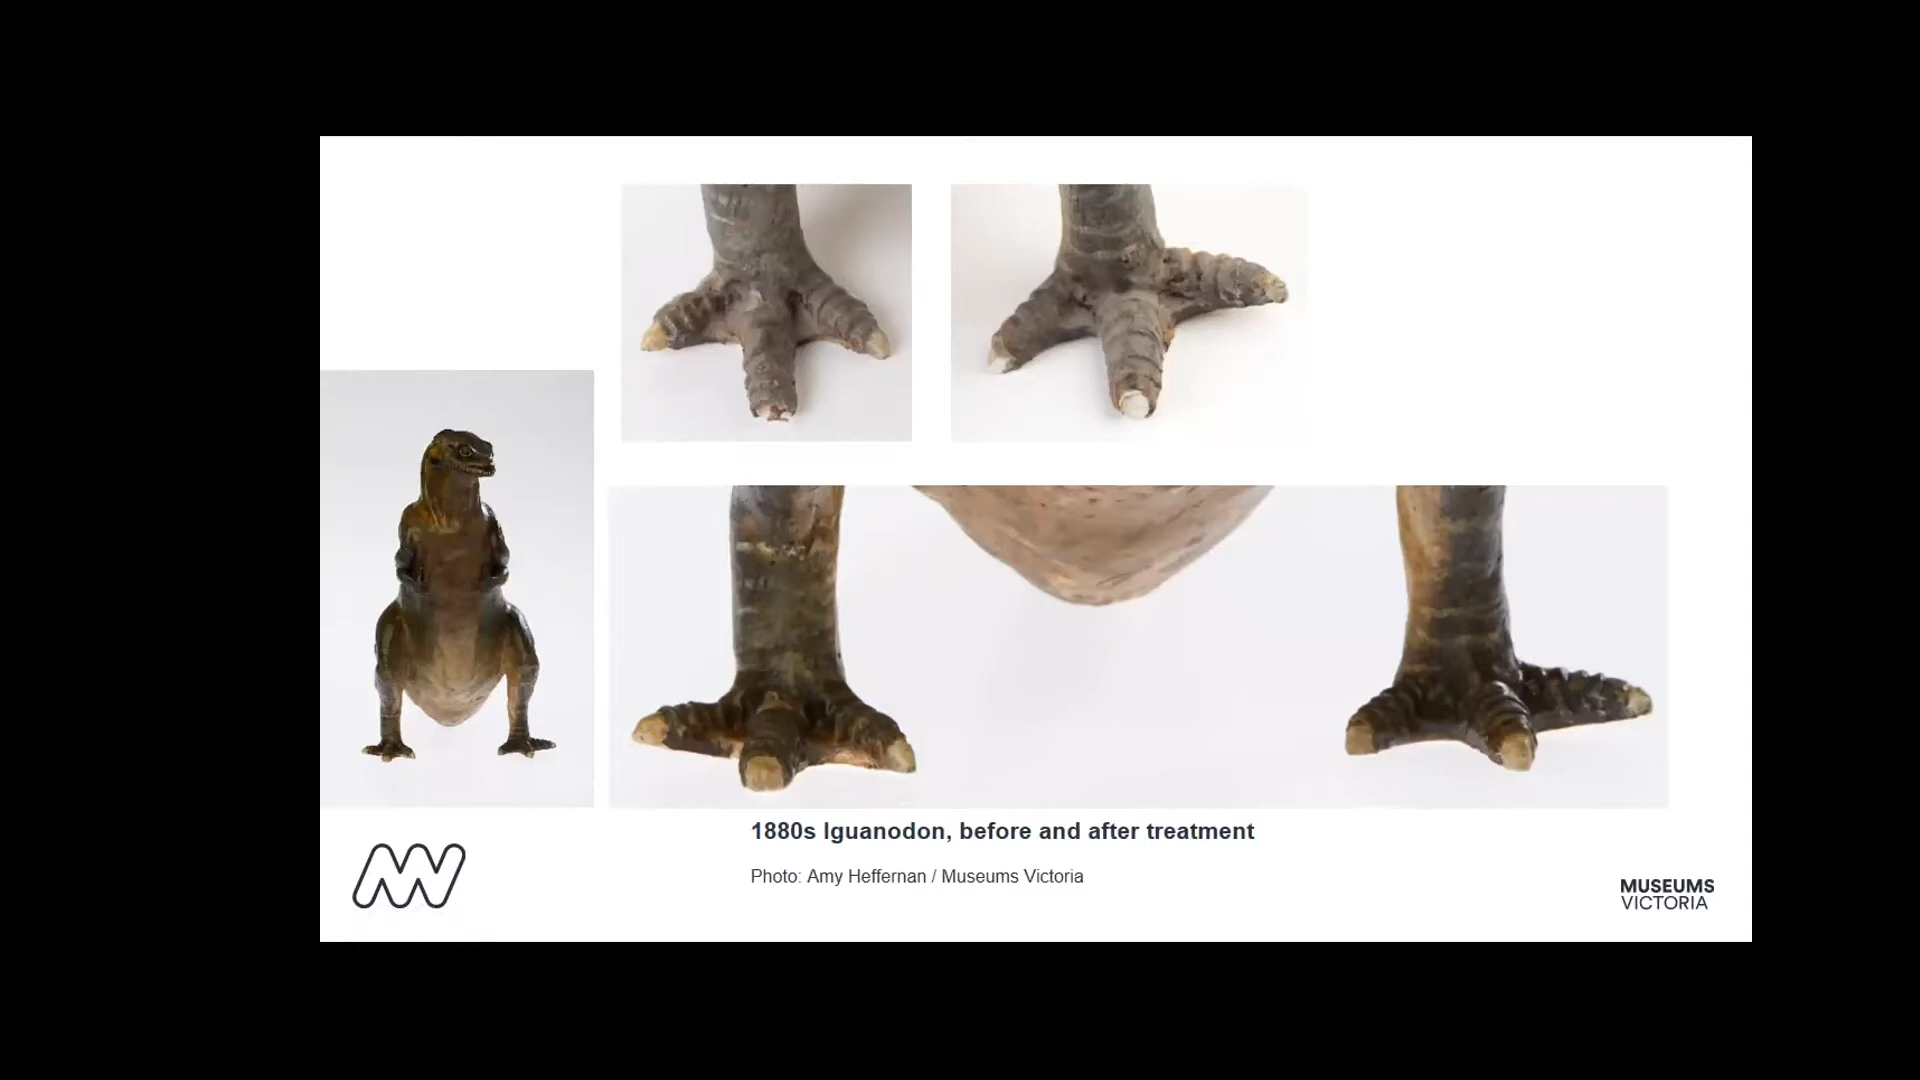 1880s Iguanodon, before and after treatment
Photo: Amy Heffernan / Museums Victoria
MUSEUMS
VICTORIA